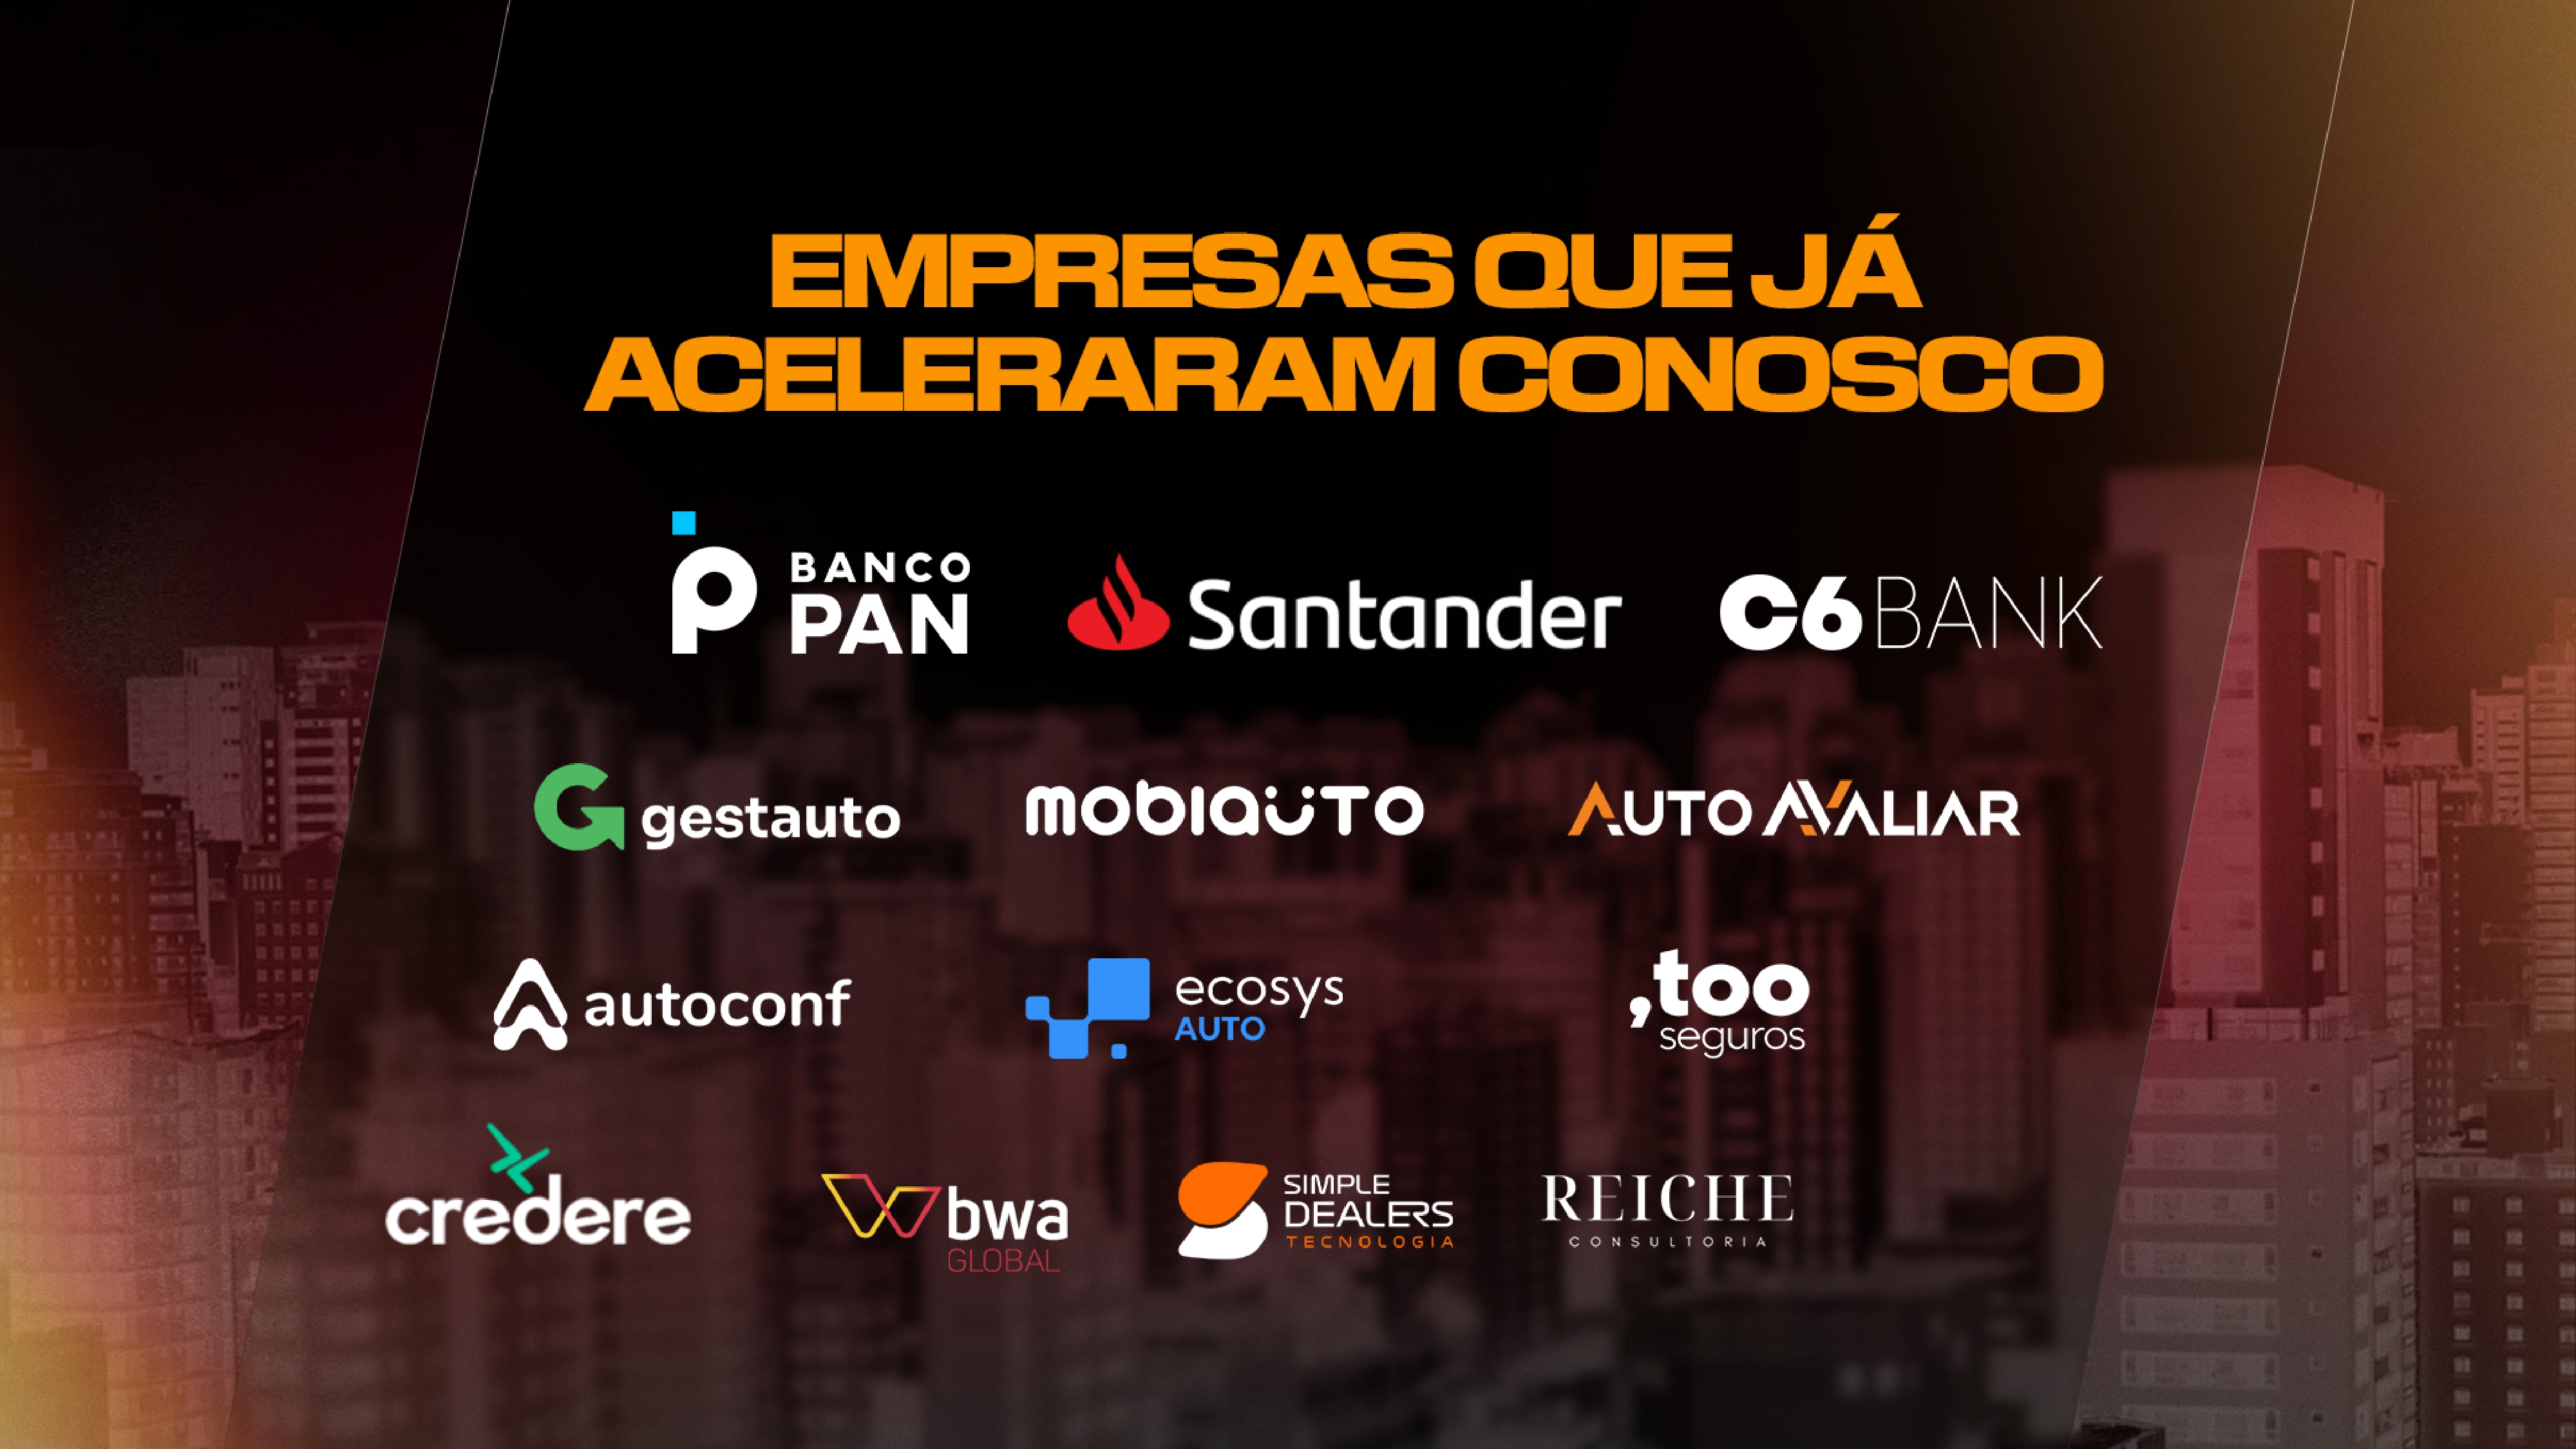 EMPRESAS QUE JÁ
ACELERARAM CONOSCO
BANCO
PAN
Santander
C6 BANK
gestauto
mobiauto
AUTO AVALIAR
autoconf
ecosys
AUTO
,too
seguros
credere
bwa
GLOBAL
SIMPLE
DEALERS
TECNOLOGIA
REICHE
CONSULTORIA